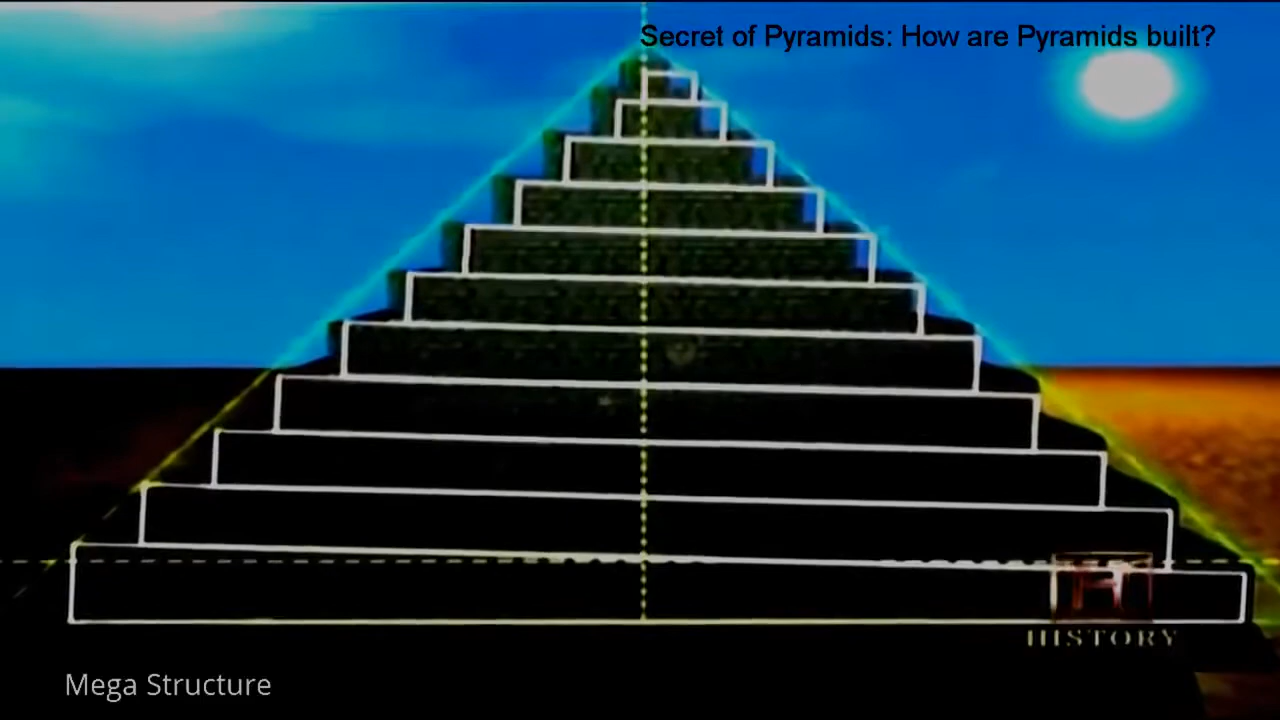 Secret of Pyramids: How are Pyramids built?
H
HISTORY
Mega Structure